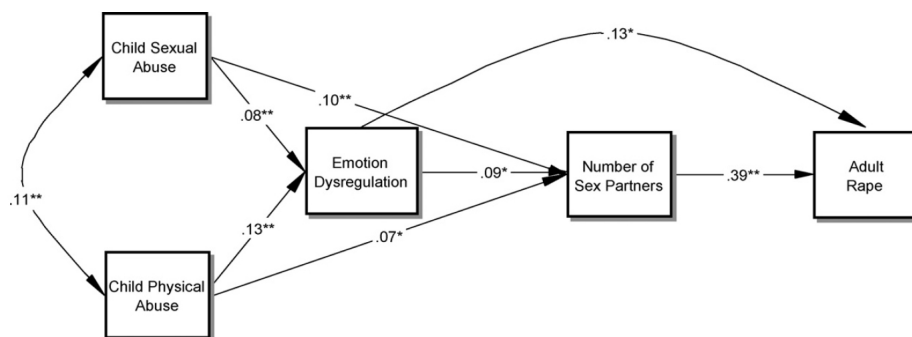 Child Sexual
Abuse
.13*
.10**
.08**
Emotion
Dysregulation
.09*
Number of
Sex Partners
.39**
Adult
Rape
.11**
.13**
.07*
Child Physical
Abuse